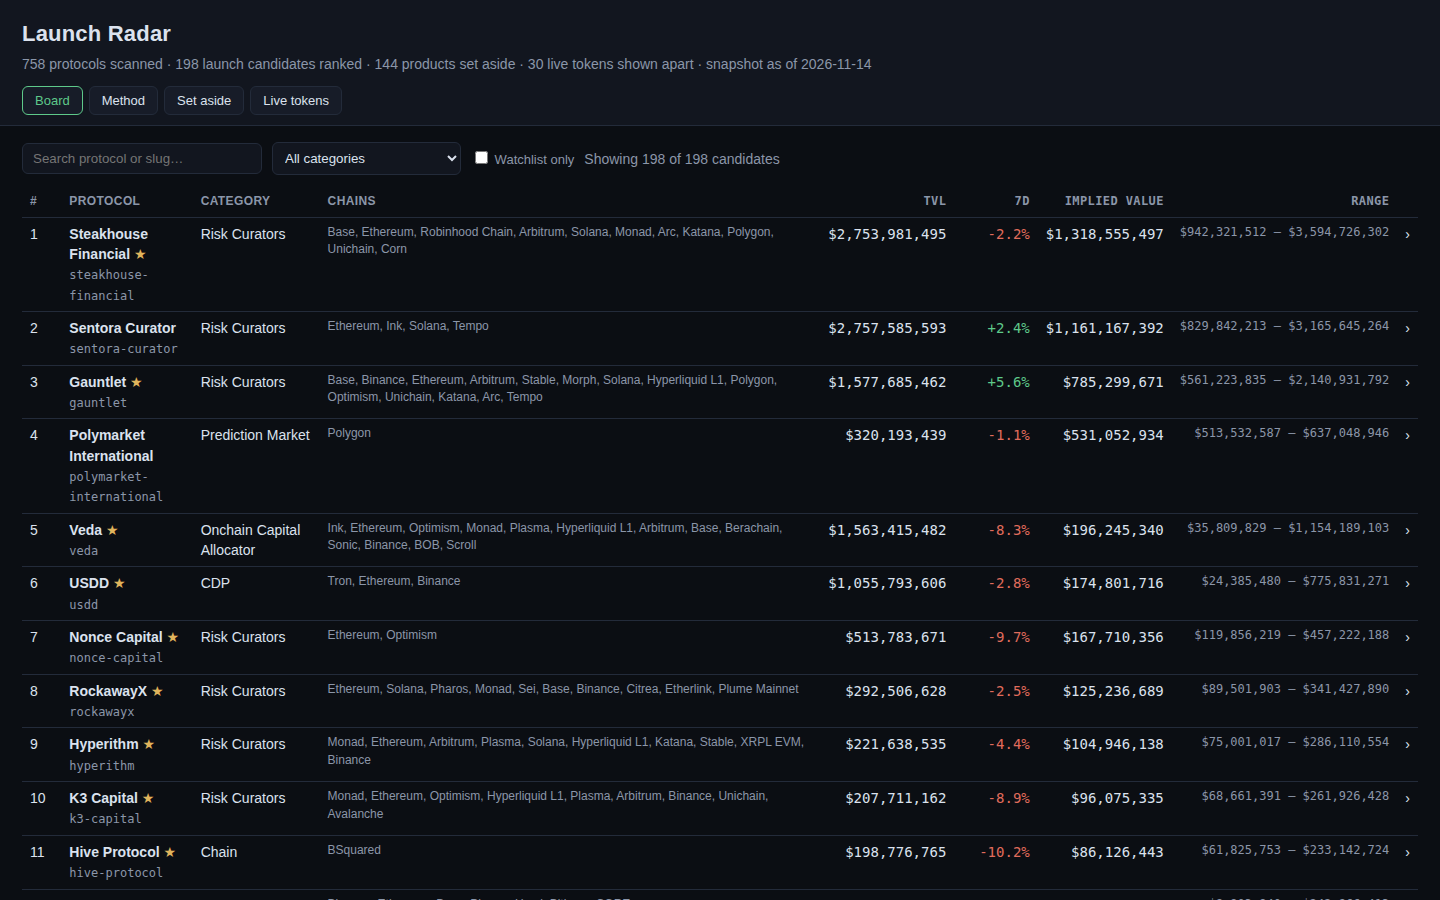 Launch Radar
758 protocols scanned · 198 launch candidates ranked · 144 products set aside · 30 live tokens shown apart · snapshot as of 2026-11-14
Board Method Set aside Live tokens
Search protocol or slug… All categories Watchlist only Showing 198 of 198 candidates
# PROTOCOL CATEGORY CHAINS TVL 7D IMPLIED VALUE RANGE
1 Steakhouse Financial ★ Risk Curators Base, Ethereum, Robinhood Chain, Arbitrum, Solana, Monad, Arc, Katana, Polygon, $2,753,981,495 -2.2% $1,318,555,497 $942,321,512 – $3,594,726,302 ›
Unichain, Corn
steakhouse-
financial
2 Sentora Curator Risk Curators Ethereum, Ink, Solana, Tempo $2,757,585,593 +2.4% $1,161,167,392 $829,842,213 – $3,165,645,264 ›
sentora-curator
3 Gauntlet ★ Risk Curators Base, Binance, Ethereum, Arbitrum, Stable, Morph, Solana, Hyperliquid L1, Polygon, $1,577,685,462 +5.6% $785,299,671 $561,223,835 – $2,140,931,792 ›
gauntlet Optimism, Unichain, Katana, Arc, Tempo
4 Polymarket Prediction Market Polygon $320,193,439 -1.1% $531,052,934 $513,532,587 – $637,048,946 ›
International
polymarket-
international
5 Veda ★ Onchain Capital Ink, Ethereum, Optimism, Monad, Plasma, Hyperliquid L1, Arbitrum, Base, Berachain, $1,563,415,482 -8.3% $196,245,340 $35,809,829 – $1,154,189,103 ›
veda Allocator Sonic, Binance, BOB, Scroll
6 USDD ★ CDP Tron, Ethereum, Binance $1,055,793,606 -2.8% $174,801,716 $24,385,480 – $775,831,271 ›
usdd
7 Nonce Capital ★ Risk Curators Ethereum, Optimism $513,783,671 -9.7% $167,710,356 $119,856,219 – $457,222,188 ›
nonce-capital
8 RockawayX ★ Risk Curators Ethereum, Solana, Pharos, Monad, Sei, Base, Binance, Citrea, Etherlink, Plume Mainnet $292,506,628 -2.5% $125,236,689 $89,501,903 – $341,427,890 ›
rockawayx
9 Hyperithm ★ Risk Curators Monad, Ethereum, Arbitrum, Plasma, Solana, Hyperliquid L1, Katana, Stable, XRPL EVM, $221,638,535 -4.4% $104,946,138 $75,001,017 – $286,110,554 ›
hyperithm Binance
10 K3 Capital ★ Risk Curators Monad, Ethereum, Optimism, Hyperliquid L1, Plasma, Arbitrum, Binance, Unichain, $207,711,162 -8.9% $96,075,335 $68,661,391 – $261,926,428 ›
k3-capital Avalanche
11 Hive Protocol ★ Chain BSquared $198,776,765 -10.2% $86,126,443 $61,825,753 – $233,142,724 ›
hive-protocol